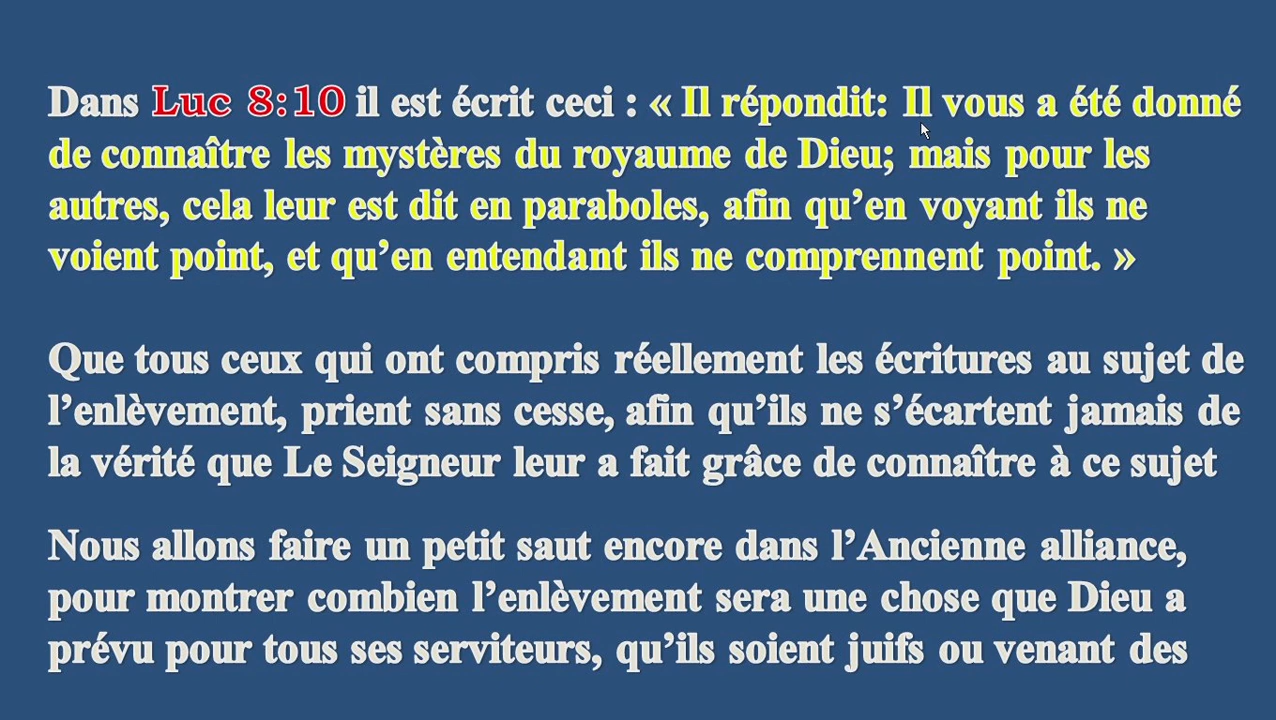 Dans Luc 8:10 il est écrit ceci : « Il répondit: Il vous a été donné
de connaître les mystères du royaume de Dieu; mais pour les
autres, cela leur est dit en paraboles, afin qu’en voyant ils ne
voient point, et qu’en entendant ils ne comprennent point. »
Que tous ceux qui ont compris réellement les écritures au sujet de
l’enlèvement, prient sans cesse, afin qu’ils ne s’écartent jamais de
la vérité que Le Seigneur leur a fait grâce de connaître à ce sujet
Nous allons faire un petit saut encore dans l’Ancienne alliance,
pour montrer combien l’enlèvement sera une chose que Dieu a
prévu pour tous ses serviteurs, qu’ils soient juifs ou venant des